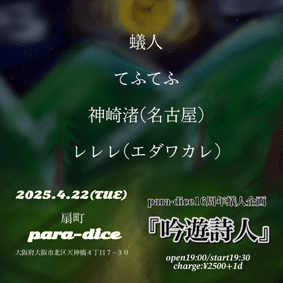 蟻人
てふてふ
神崎渚(名古屋)
レレレ(エダワカレ)
2025.4.22(TUE)
扇町
para-dice
大阪府大阪市北区天神橋4丁目7−30
para-dice16周年蟻人企画
『吟遊詩人』
open19:00/start19:30
charge:¥2500+1d